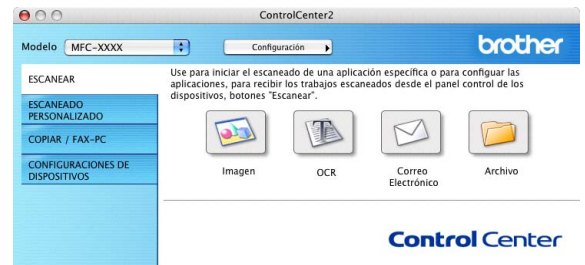 ControlCenter2
Modelo MFC-XXXX Configuración brother
ESCANEAR
ESCANEADO
PERSONALIZADO
COPIAR / FAX-PC
CONFIGURACIONES DE
DISPOSITIVOS
Use para iniciar el escaneado de una aplicación específica o para configuar las
aplicaciones, para recibir los trabajos escaneados desde el panel control de los
dispositivos, botones "Escanear".
Imagen
OCR
Correo
Electrónico
Archivo
Control Center